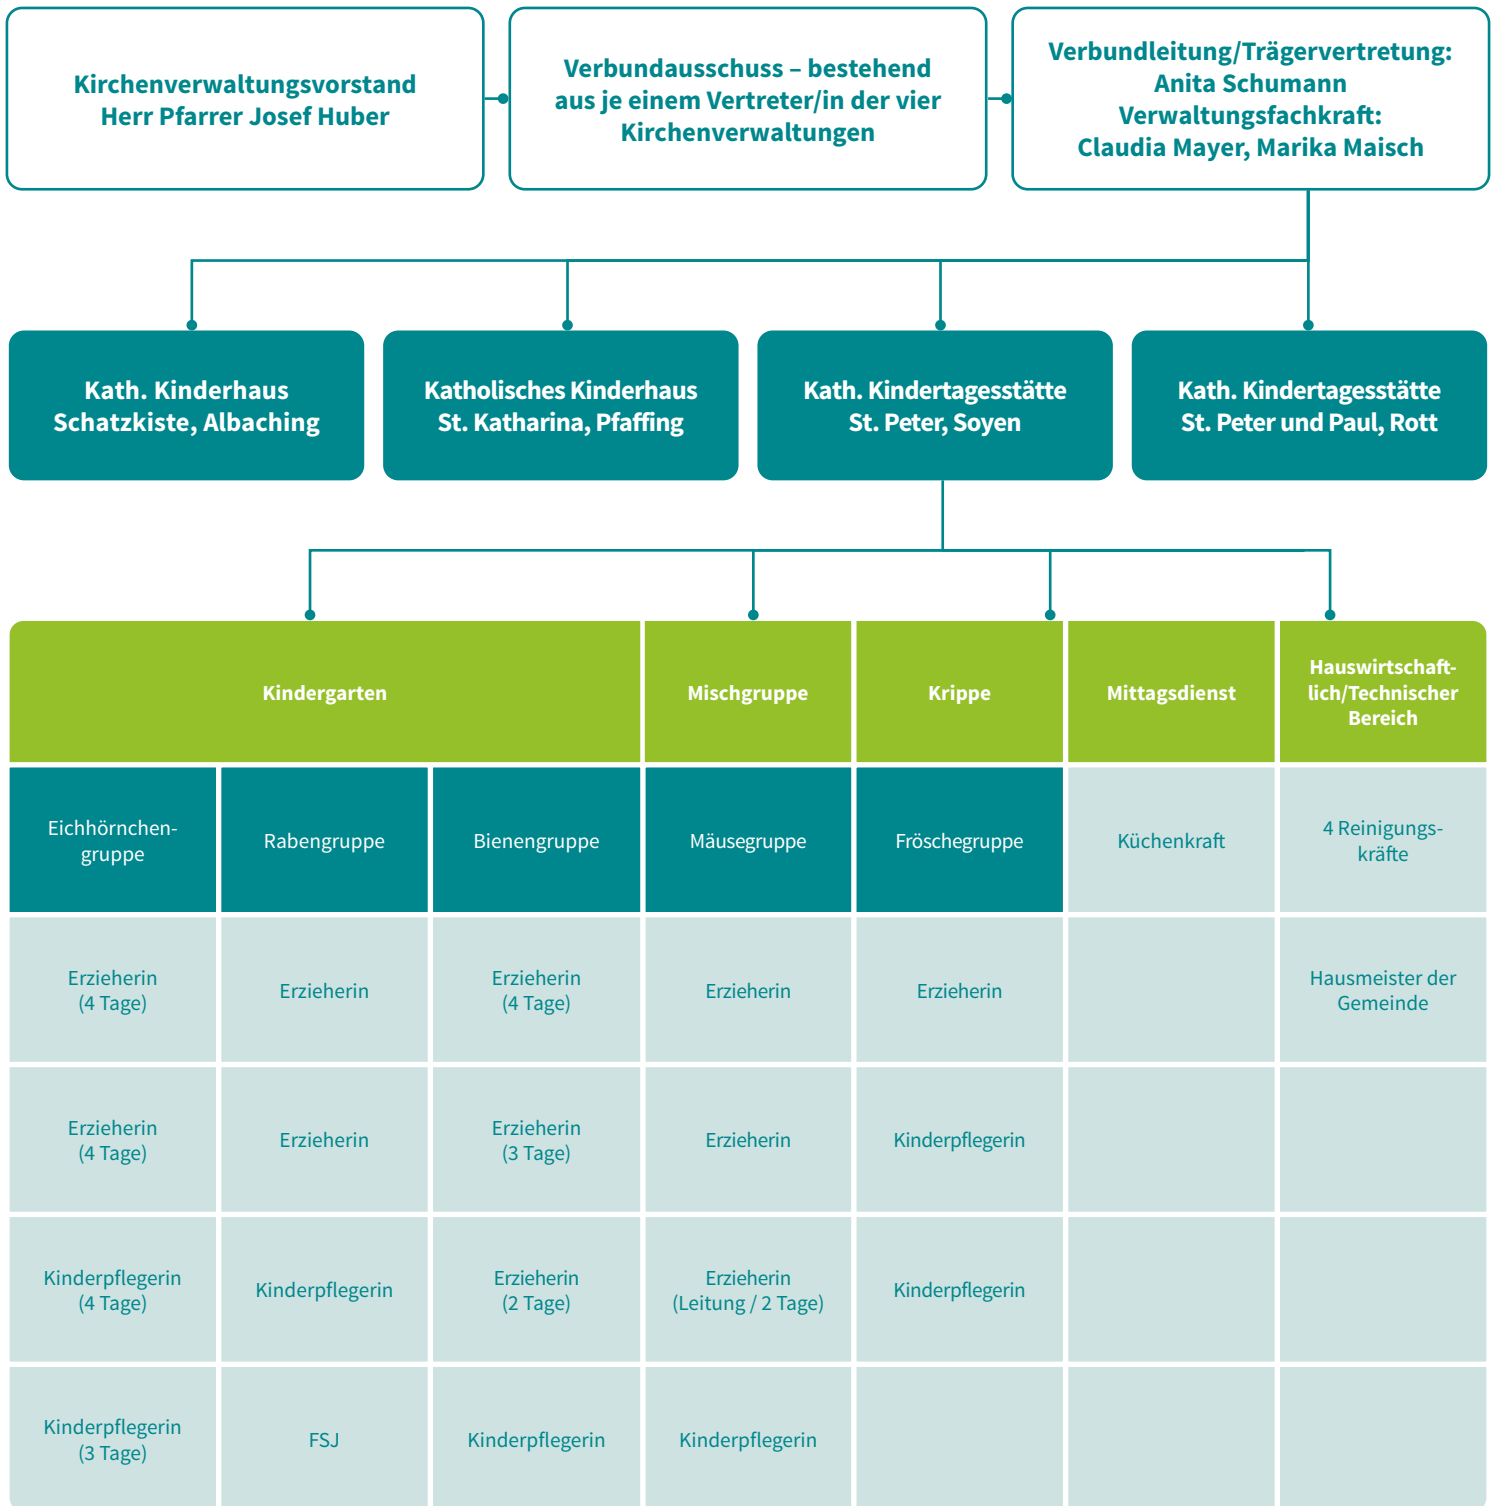 Kirchenverwaltungsvorstand
Herr Pfarrer Josef Huber
Verbundausschuss – bestehend
aus je einem Vertreter/in der vier
Kirchenverwaltungen
Verbundleitung/Trägervertretung:
Anita Schumann
Verwaltungsfachkraft:
Claudia Mayer, Marika Maisch
Kath. Kinderhaus
Schatzkiste, Albaching
Katholisches Kinderhaus
St. Katharina, Pfaffing
Kath. Kindertagesstätte
St. Peter, Soyen
Kath. Kindertagesstätte
St. Peter und Paul, Rott
Kindergarten
Mischgruppe
Krippe
Mittagsdienst
Hauswirtschaft-
lich/Technischer
Bereich
Eichhörnchen-
gruppe
Rabengruppe
Bienengruppe
Mäusegruppe
Fröschegruppe
Küchenkraft
4 Reinigungs-
kräfte
Erzieherin
(4 Tage)
Erzieherin
Erzieherin
(4 Tage)
Erzieherin
Erzieherin
Hausmeister der
Gemeinde
Erzieherin
(4 Tage)
Erzieherin
Erzieherin
(3 Tage)
Erzieherin
Kinderpflegerin
Kinderpflegerin
(4 Tage)
Kinderpflegerin
Erzieherin
(2 Tage)
Erzieherin
(Leitung / 2 Tage)
Kinderpflegerin
Kinderpflegerin
(3 Tage)
FSJ
Kinderpflegerin
Kinderpflegerin